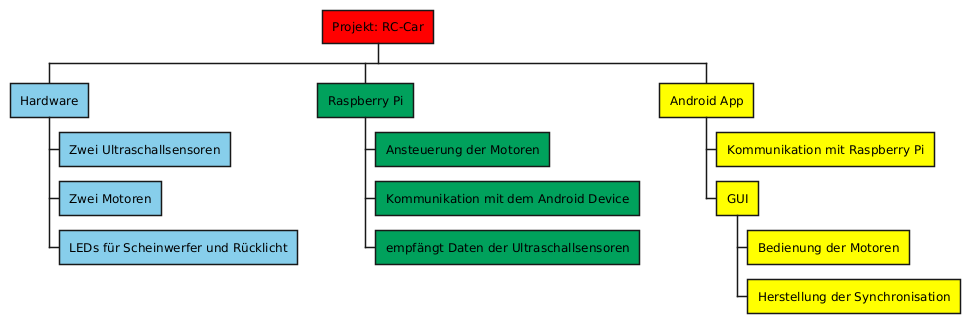 Projekt: RC-Car
Hardware
Zwei Ultraschallsensoren
Zwei Motoren
LEDs für Scheinwerfer und Rücklicht
Raspberry Pi
Ansteuerung der Motoren
Kommunikation mit dem Android Device
empfängt Daten der Ultraschallsensoren
Android App
Kommunikation mit Raspberry Pi
GUI
Bedienung der Motoren
Herstellung der Synchronisation